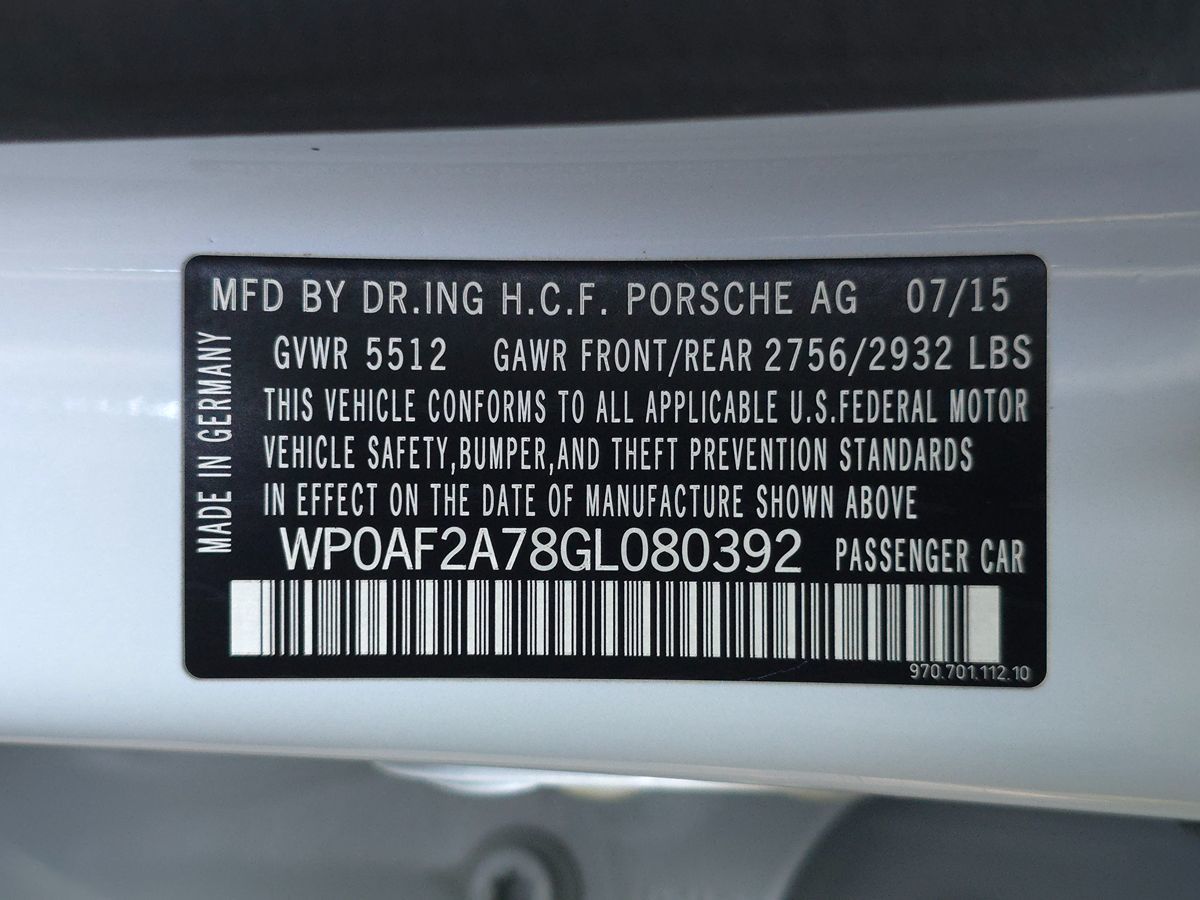 MFD BY DR.ING H.C.F. PORSCHE AG 07/15
GVWR 5512 GAWR FRONT/REAR 2756/2932 LBS
THIS VEHICLE CONFORMS TO ALL APPLICABLE U.S.FEDERAL MOTOR
VEHICLE SAFETY,BUMPER,AND THEFT PREVENTION STANDARDS
IN EFFECT ON THE DATE OF MANUFACTURE SHOWN ABOVE
WP0AF2A78GL080392 PASSENGER CAR
970.701.112.10
MADE IN GERMANY